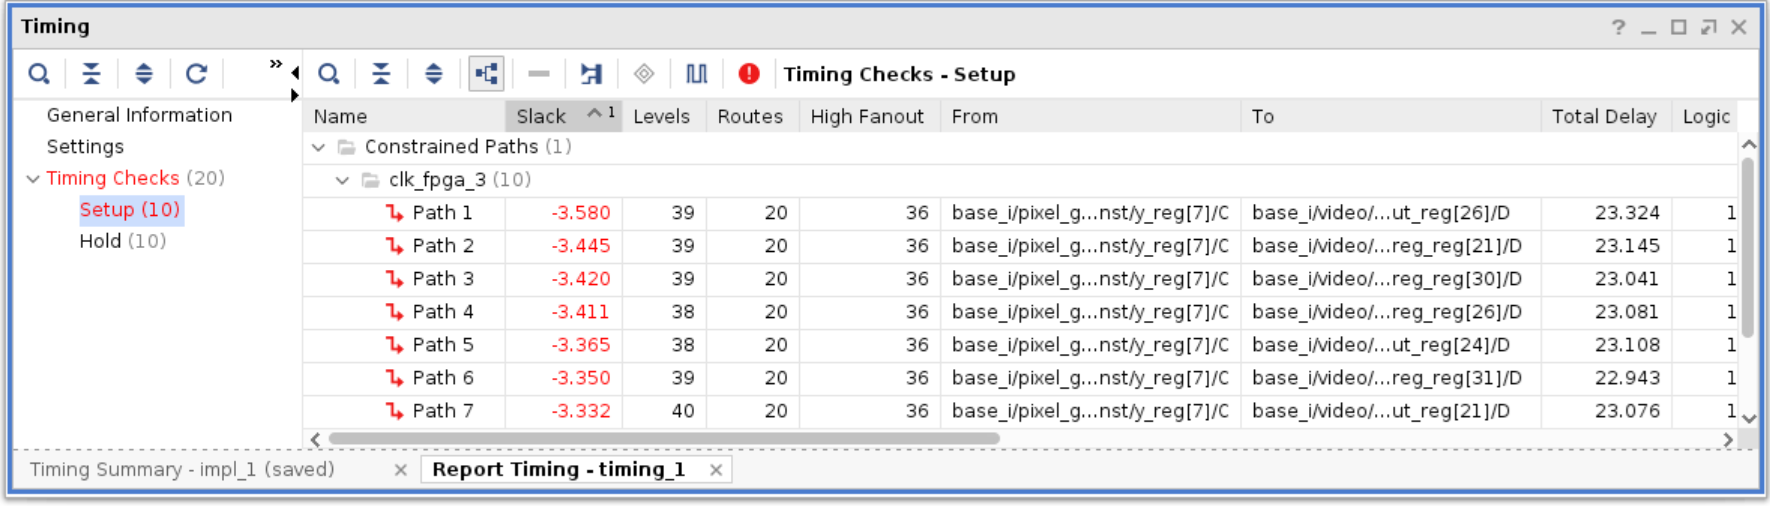 Timing
?
»
Timing Checks - Setup
General Information
Settings
Timing Checks (20)
Setup (10)
Hold (10)
Name Slack 1 Levels Routes High Fanout From To Total Delay Logic
Constrained Paths (1)
clk_fpga_3 (10)
Path 1 -3.580 39 20 36 base_i/pixel_g...nst/y_reg[7]/C base_i/video/...ut_reg[26]/D 23.324 1
Path 2 -3.445 39 20 36 base_i/pixel_g...nst/y_reg[7]/C base_i/video/...reg_reg[21]/D 23.145 1
Path 3 -3.420 39 20 36 base_i/pixel_g...nst/y_reg[7]/C base_i/video/...reg_reg[30]/D 23.041 1
Path 4 -3.411 38 20 36 base_i/pixel_g...nst/y_reg[7]/C base_i/video/...reg_reg[26]/D 23.081 1
Path 5 -3.365 38 20 36 base_i/pixel_g...nst/y_reg[7]/C base_i/video/...ut_reg[24]/D 23.108 1
Path 6 -3.350 39 20 36 base_i/pixel_g...nst/y_reg[7]/C base_i/video/...reg_reg[31]/D 22.943 1
Path 7 -3.332 40 20 36 base_i/pixel_g...nst/y_reg[7]/C base_i/video/...ut_reg[21]/D 23.076 1
Timing Summary - impl_1 (saved)
Report Timing - timing_1